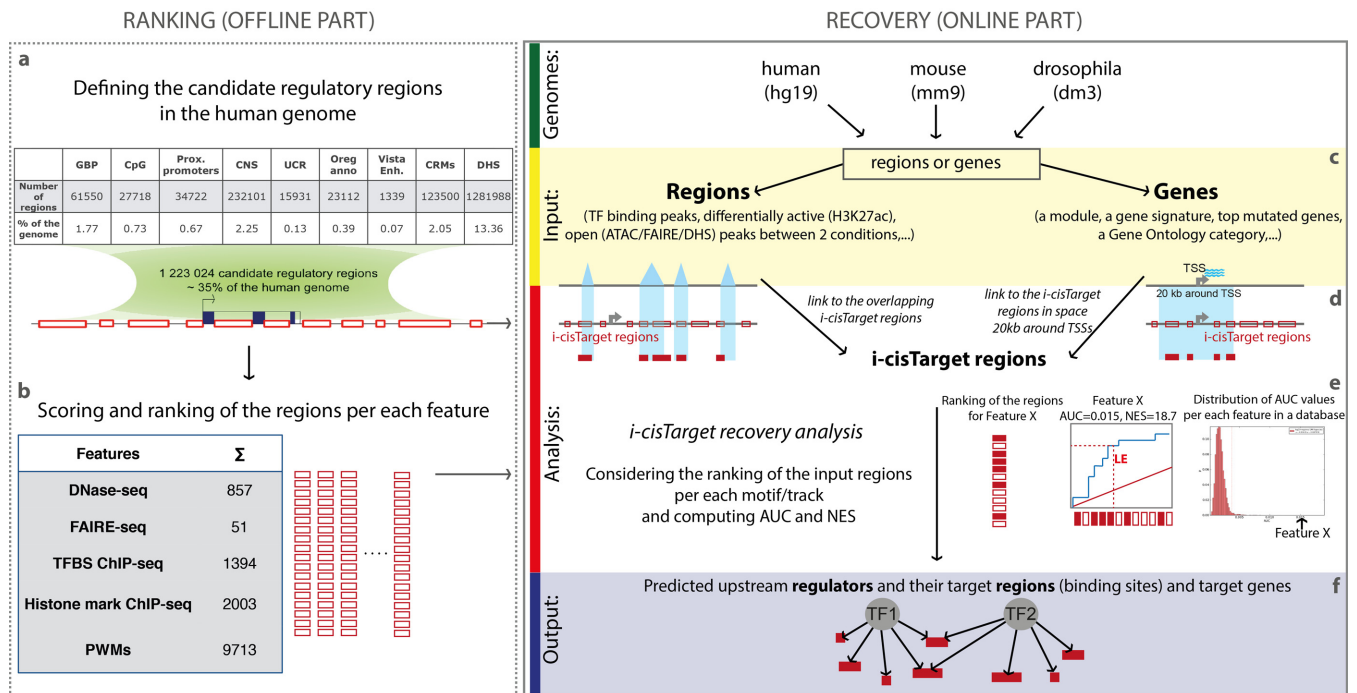 RANKING (OFFLINE PART)
RECOVERY (ONLINE PART)
a
Defining the candidate regulatory regions
in the human genome
GBP CpG Prox. promoters CNS UCR Oreg anno Vista Enh. CRMs DHS
Number of regions 61550 27718 34722 232101 15931 23112 1339 123500 1281988
% of the genome 1.77 0.73 0.67 2.25 0.13 0.39 0.07 2.05 13.36
1 223 024 candidate regulatory regions
~ 35% of the human genome
b
Scoring and ranking of the regions per each feature
Features Σ
DNase-seq 857
FAIRE-seq 51
TFBS ChIP-seq 1394
Histone mark ChIP-seq 2003
PWMs 9713
....
Genomes:
human
(hg19)
mouse
(mm9)
drosophila
(dm3)
Input:
c
regions or genes
Regions
(TF binding peaks, differentially active (H3K27ac),
open (ATAC/FAIRE/DHS) peaks between 2 conditions,...)
Genes
(a module, a gene signature, top mutated genes,
a Gene Ontology category,...)
TSS
20 kb around TSS
Analysis:
d
link to the overlapping
i-cisTarget regions
link to the i-cisTarget
regions in space
20kb around TSSs
i-cisTarget regions
i-cisTarget regions
i-cisTarget regions
e
i-cisTarget recovery analysis
Considering the ranking of the input regions
per each motif/track
and computing AUC and NES
Ranking of the regions
for Feature X
Feature X
AUC=0.015, NES=18.7
LE
Distribution of AUC values
per each feature in a database
Feature X
Output:
f
Predicted upstream regulators and their target regions (binding sites) and target genes
TF1
TF2